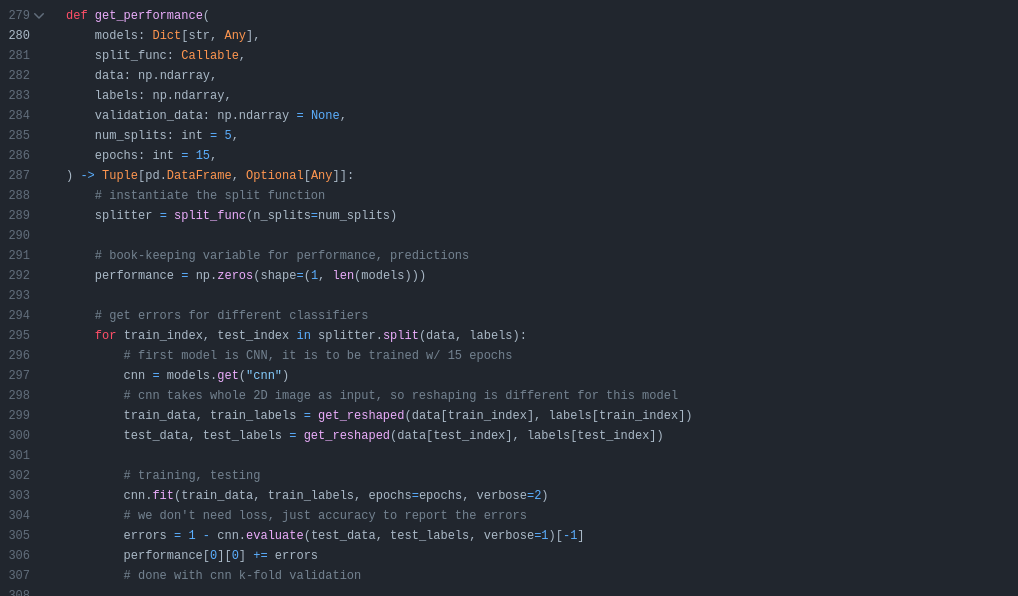 279 def get_performance(
280     models: Dict[str, Any],
281     split_func: Callable,
282     data: np.ndarray,
283     labels: np.ndarray,
284     validation_data: np.ndarray = None,
285     num_splits: int = 5,
286     epochs: int = 15,
287 ) -> Tuple[pd.DataFrame, Optional[Any]]:
288     # instantiate the split function
289     splitter = split_func(n_splits=num_splits)
290
291     # book-keeping variable for performance, predictions
292     performance = np.zeros(shape=(1, len(models)))
293
294     # get errors for different classifiers
295     for train_index, test_index in splitter.split(data, labels):
296         # first model is CNN, it is to be trained w/ 15 epochs
297         cnn = models.get("cnn")
298         # cnn takes whole 2D image as input, so reshaping is different for this model
299         train_data, train_labels = get_reshaped(data[train_index], labels[train_index])
300         test_data, test_labels = get_reshaped(data[test_index], labels[test_index])
301
302         # training, testing
303         cnn.fit(train_data, train_labels, epochs=epochs, verbose=2)
304         # we don't need loss, just accuracy to report the errors
305         errors = 1 - cnn.evaluate(test_data, test_labels, verbose=1)[-1]
306         performance[0][0] += errors
307         # done with cnn k-fold validation
308